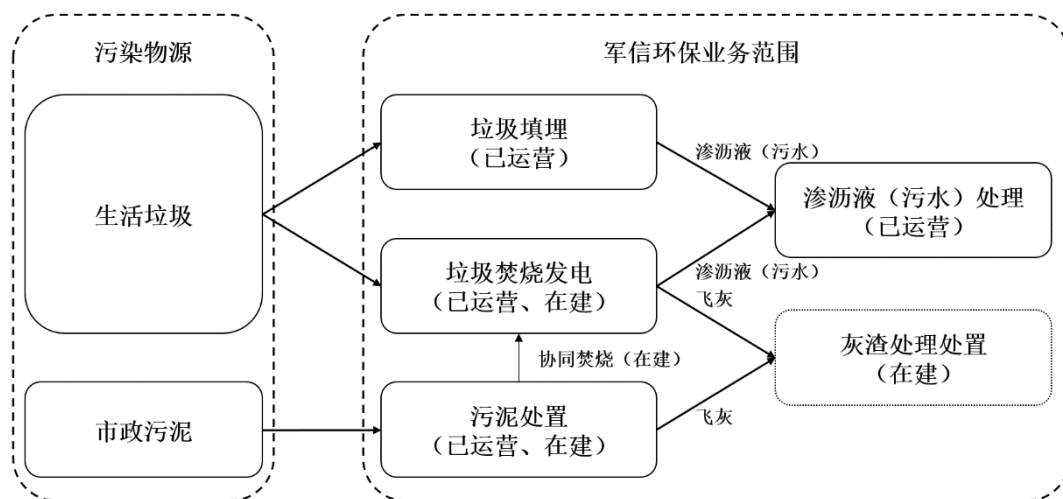 污染物源
军信环保业务范围
生活垃圾
市政污泥
垃圾填埋
（已运营）
渗沥液（污水）
渗沥液（污水）处理
（已运营）
垃圾焚烧发电
（已运营、在建）
渗沥液（污水）
飞灰
灰渣处理处置
（在建）
协同焚烧（在建）
污泥处置
（已运营、在建）
飞灰